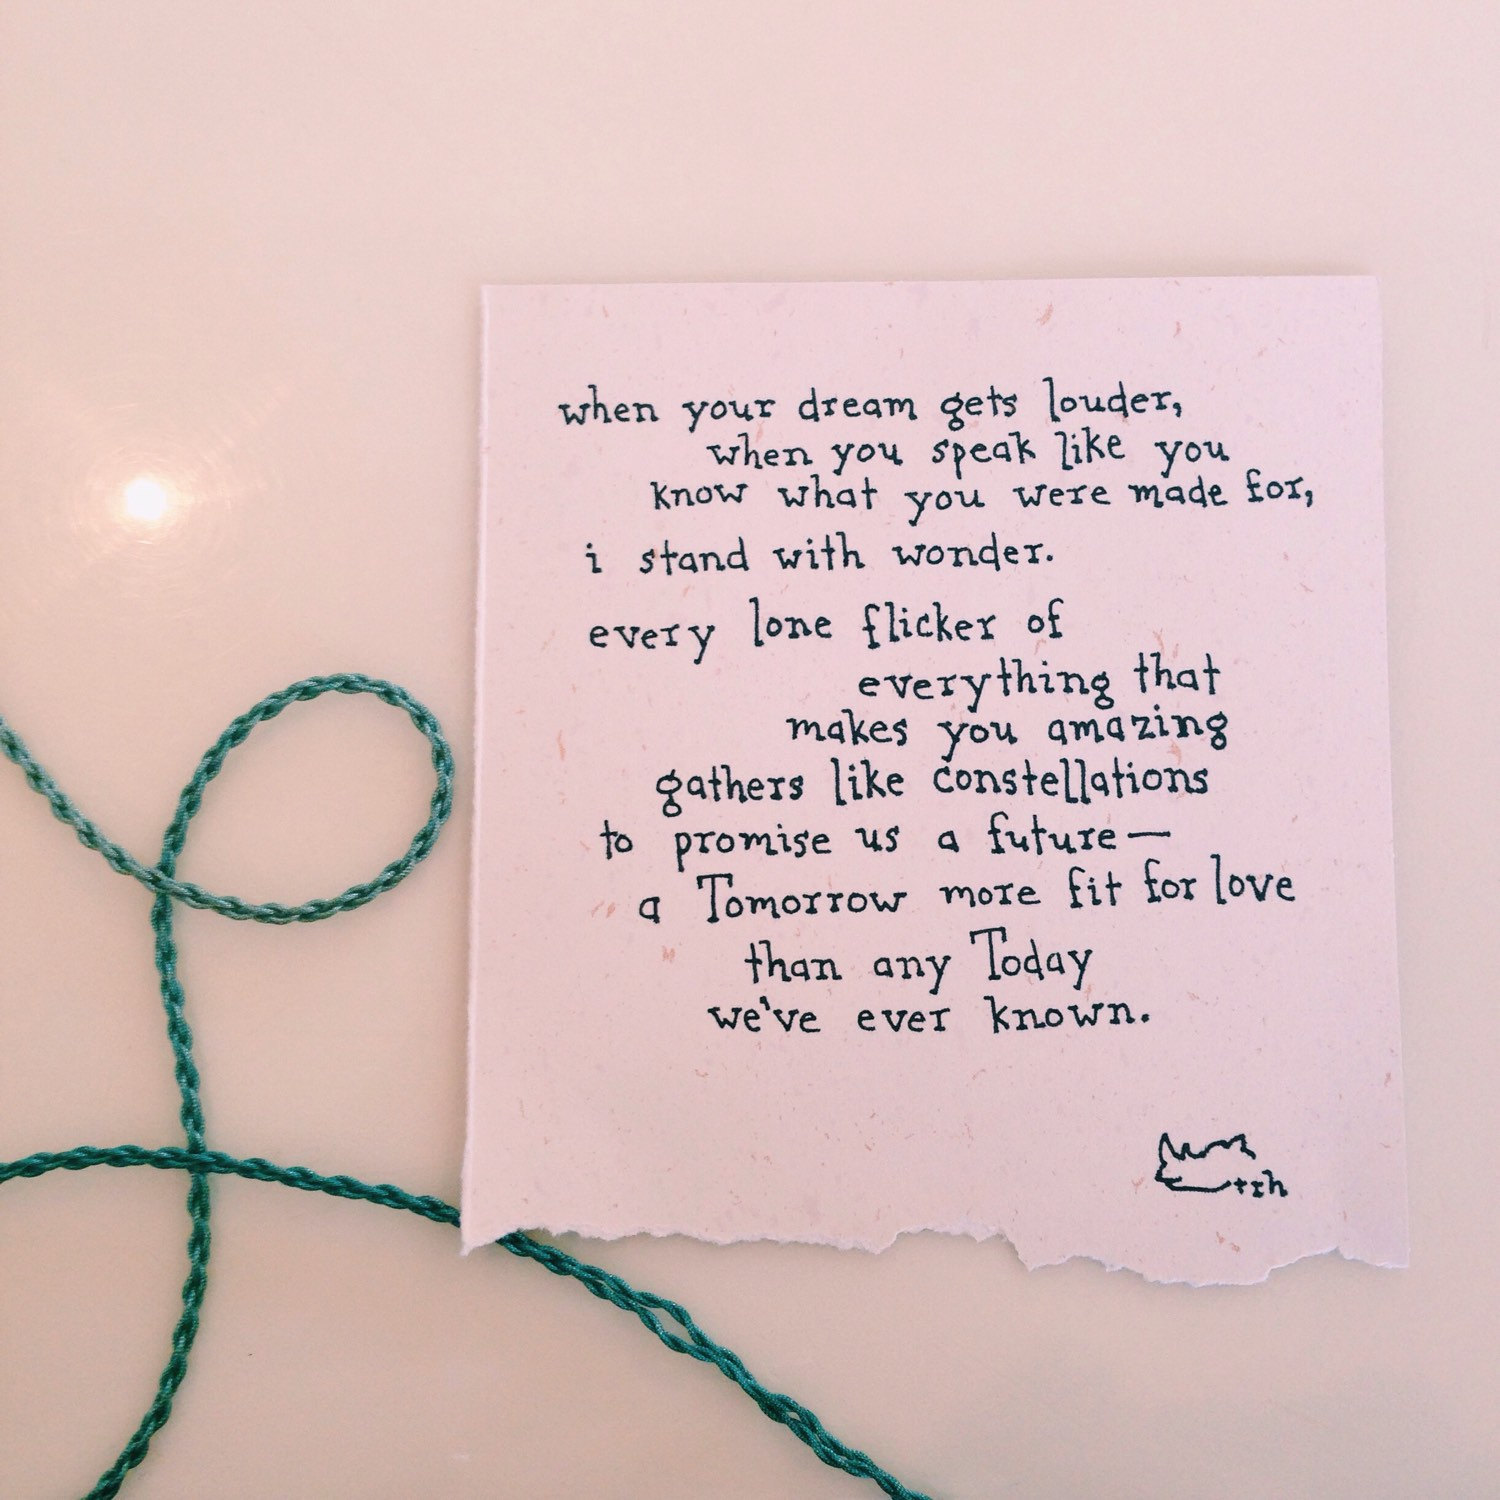 when your dream gets louder,
when you speak like you
know what you were made for,
i stand with wonder.
every lone flicker of
everything that
makes you amazing
gathers like constellations
to promise us a future—
a Tomorrow more fit for love
than any Today
we've ever known.
trh